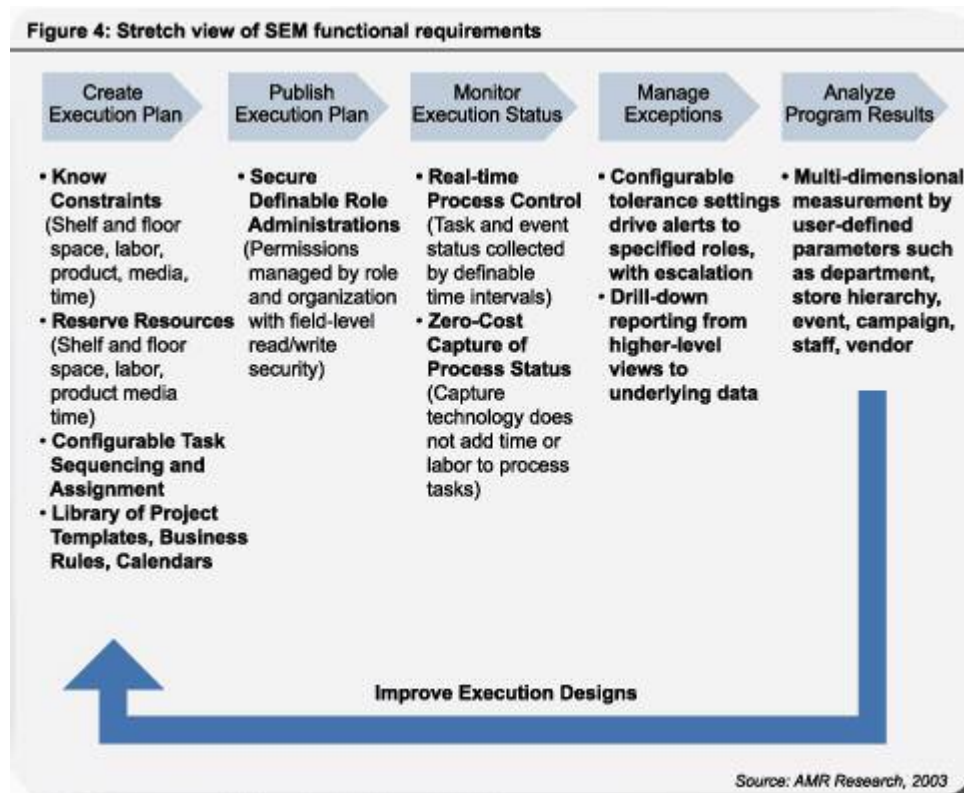 Figure 4: Stretch view of SEM functional requirements
Create
Execution Plan
Publish
Execution Plan
Monitor
Execution Status
Manage
Exceptions
Analyze
Program Results
• Know
Constraints
(Shelf and floor
space, labor,
product, media,
time)
• Reserve Resources
(Shelf and floor
space, labor,
product media
time)
• Configurable Task
Sequencing and
Assignment
• Library of Project
Templates, Business
Rules, Calendars
• Secure
Definable Role
Administrations
(Permissions
managed by role
and organization
with field-level
read/write
security)
• Real-time
Process Control
(Task and event
status collected
by definable
time intervals)
• Zero-Cost
Capture of
Process Status
(Capture
technology does
not add time or
labor to process
tasks)
• Configurable
tolerance settings
drive alerts to
specified roles,
with escalation
• Drill-down
reporting from
higher-level
views to
underlying data
• Multi-dimensional
measurement by
user-defined
parameters such
as department,
store hierarchy,
event, campaign,
staff, vendor
Improve Execution Designs
Source: AMR Research, 2003